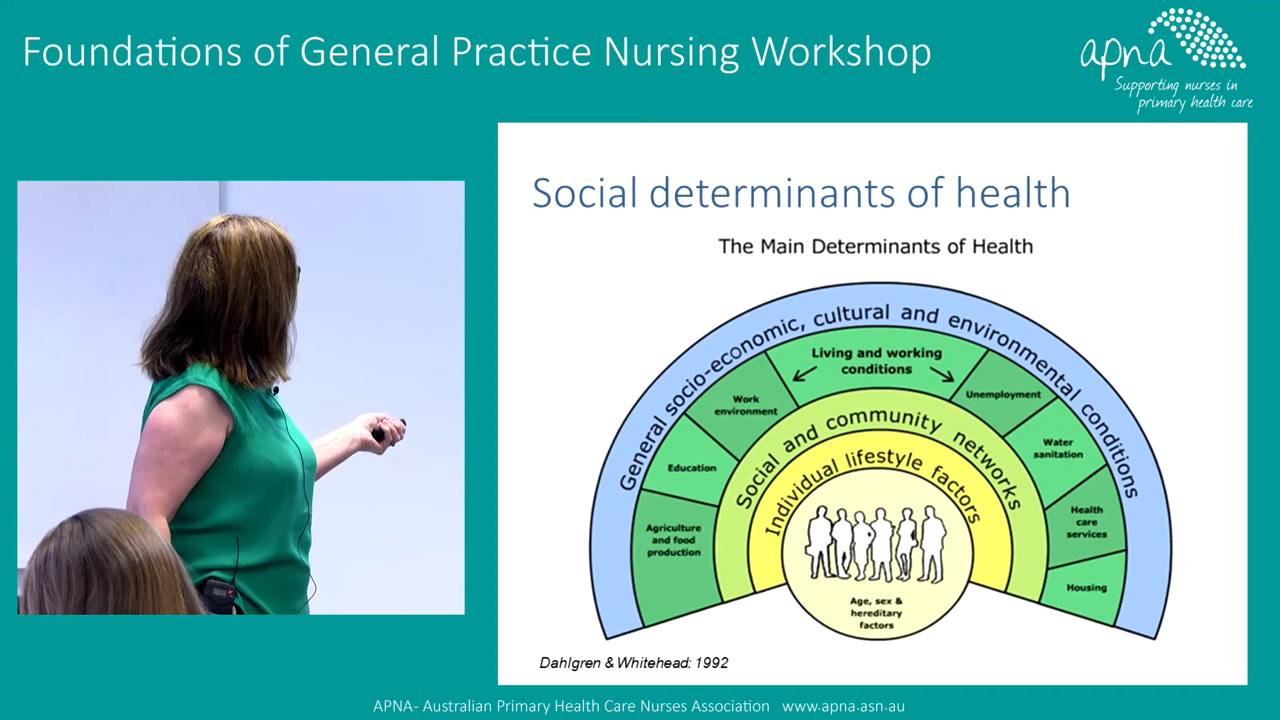 Foundations of General Practice Nursing Workshop
apna
Supporting nurses in
primary health care
Social determinants of health
The Main Determinants of Health
General socio-economic, cultural and environmental conditions
Living and working
conditions
Work
environment
Unemployment
Education
Water
sanitation
Agriculture
and food
production
Health
care
services
Housing
Social and community networks
Individual lifestyle factors
Age, sex &
hereditary
factors
Dahlgren & Whitehead: 1992
APNA- Australian Primary Health Care Nurses Association www.apna.asn.au